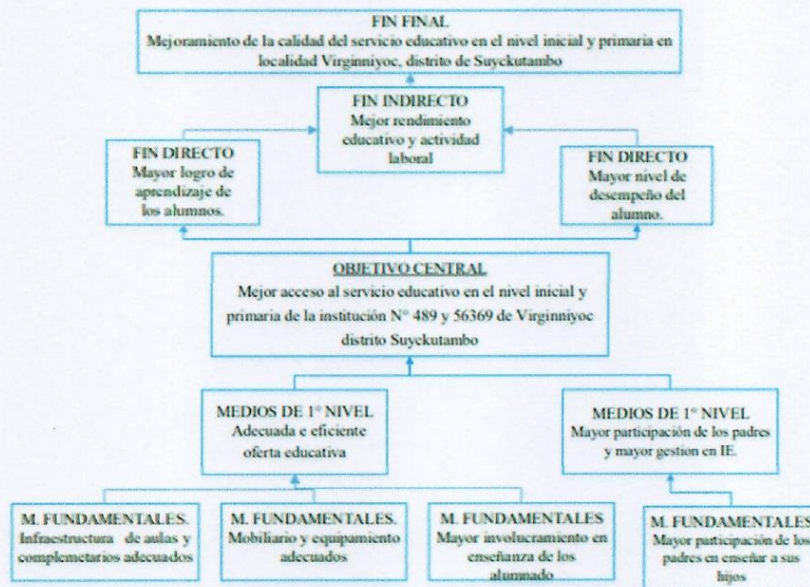 FIN FINAL
Mejoramiento de la calidad del servicio educativo en el nivel inicial y primaria en
localidad Virginniyoc, distrito de Suyckutambo
FIN INDIRECTO
Mejor rendimiento
educativo y actividad
laboral
FIN DIRECTO
Mayor logro de
aprendizaje de
los alumnos.
FIN DIRECTO
Mayor nivel de
desempeño del
alumno.
OBJETIVO CENTRAL
Mejor acceso al servicio educativo en el nivel inicial y
primaria de la institución N° 489 y 56369 de Virginniyoc
distrito Suyckutambo
MEDIOS DE 1° NIVEL
Adecuada e eficiente
oferta educativa
MEDIOS DE 1° NIVEL
Mayor participación de los padres
y mayor gestion en IE.
M. FUNDAMENTALES.
Infraestructura de aulas y
complemetarios adecuados
M. FUNDAMENTALES.
Mobiliario y equipamiento
adecuados
M. FUNDAMENTALES
Mayor involucramiento en
enseñanza de los
alumnado
M. FUNDAMENTALES
Mayor participación de los
padres en enseñar a sus
hijos